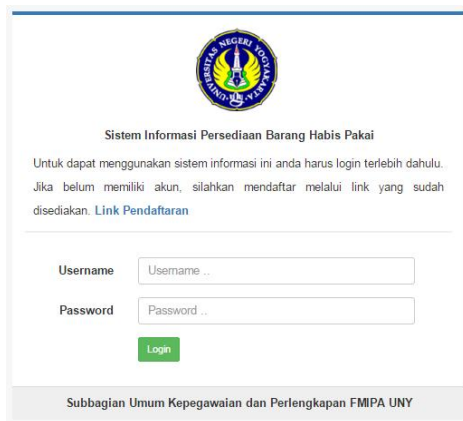 UNIVERSITAS NEGERI YOGYAKARTA
Sistem Informasi Persediaan Barang Habis Pakai
Untuk dapat menggunakan sistem informasi ini anda harus login terlebih dahulu.
Jika belum memiliki akun, silahkan mendaftar melalui link yang sudah
disediakan. Link Pendaftaran
Username Username ..
Password Password ..
Login
Subbagian Umum Kepegawaian dan Perlengkapan FMIPA UNY